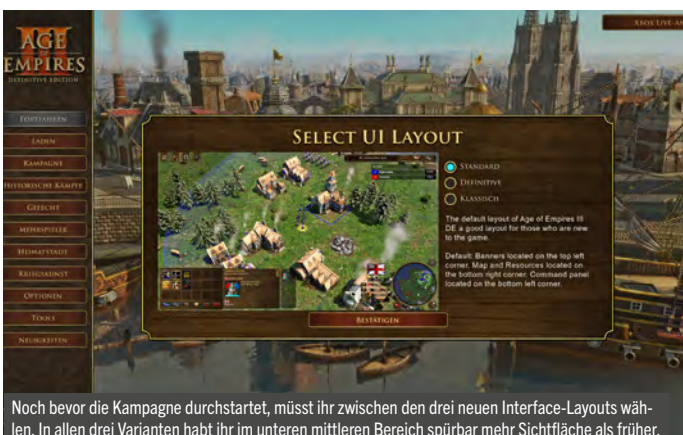 AGE
OF
EMPIRES
III
DEFINITIVE EDITION
XBOX LIVE-AN
FORTFAHREN
LADEN
KAMPAGNE
HISTORISCHE KÄMPFE
GEFECHT
MEHRSPIELER
HEIMATSTADT
KRIEGSKUNST
OPTIONEN
TOOLS
NEUIGKEITEN
SELECT UI LAYOUT
STANDARD
DEFINITIVE
KLASSISCH
The default layout of Age of Empires III
DE a good layout for those who are new
to the game.
Default: Banners located on the top left
corner. Map and Resources located on
the bottom right corner. Command panel
located on the bottom left corner.
BESTÄTIGEN
Noch bevor die Kampagne durchstartet, müsst ihr zwischen den drei neuen Interface-Layouts wäh-
len. In allen drei Varianten habt ihr im unteren mittleren Bereich spürbar mehr Sichtfläche als früher.